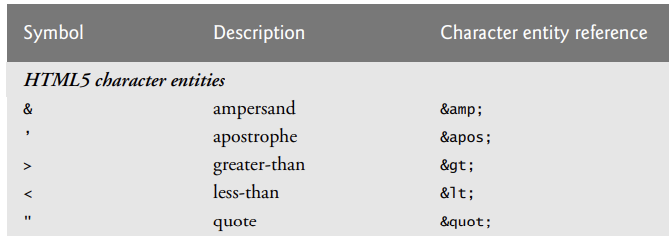 Symbol Description Character entity reference
HTML5 character entities
& ampersand &amp;
’ apostrophe &apos;
> greater-than &gt;
< less-than &lt;
" quote &quot;